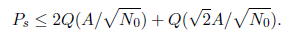 P_s ≤ 2Q(A/√N_0) + Q(√2A/√N_0).